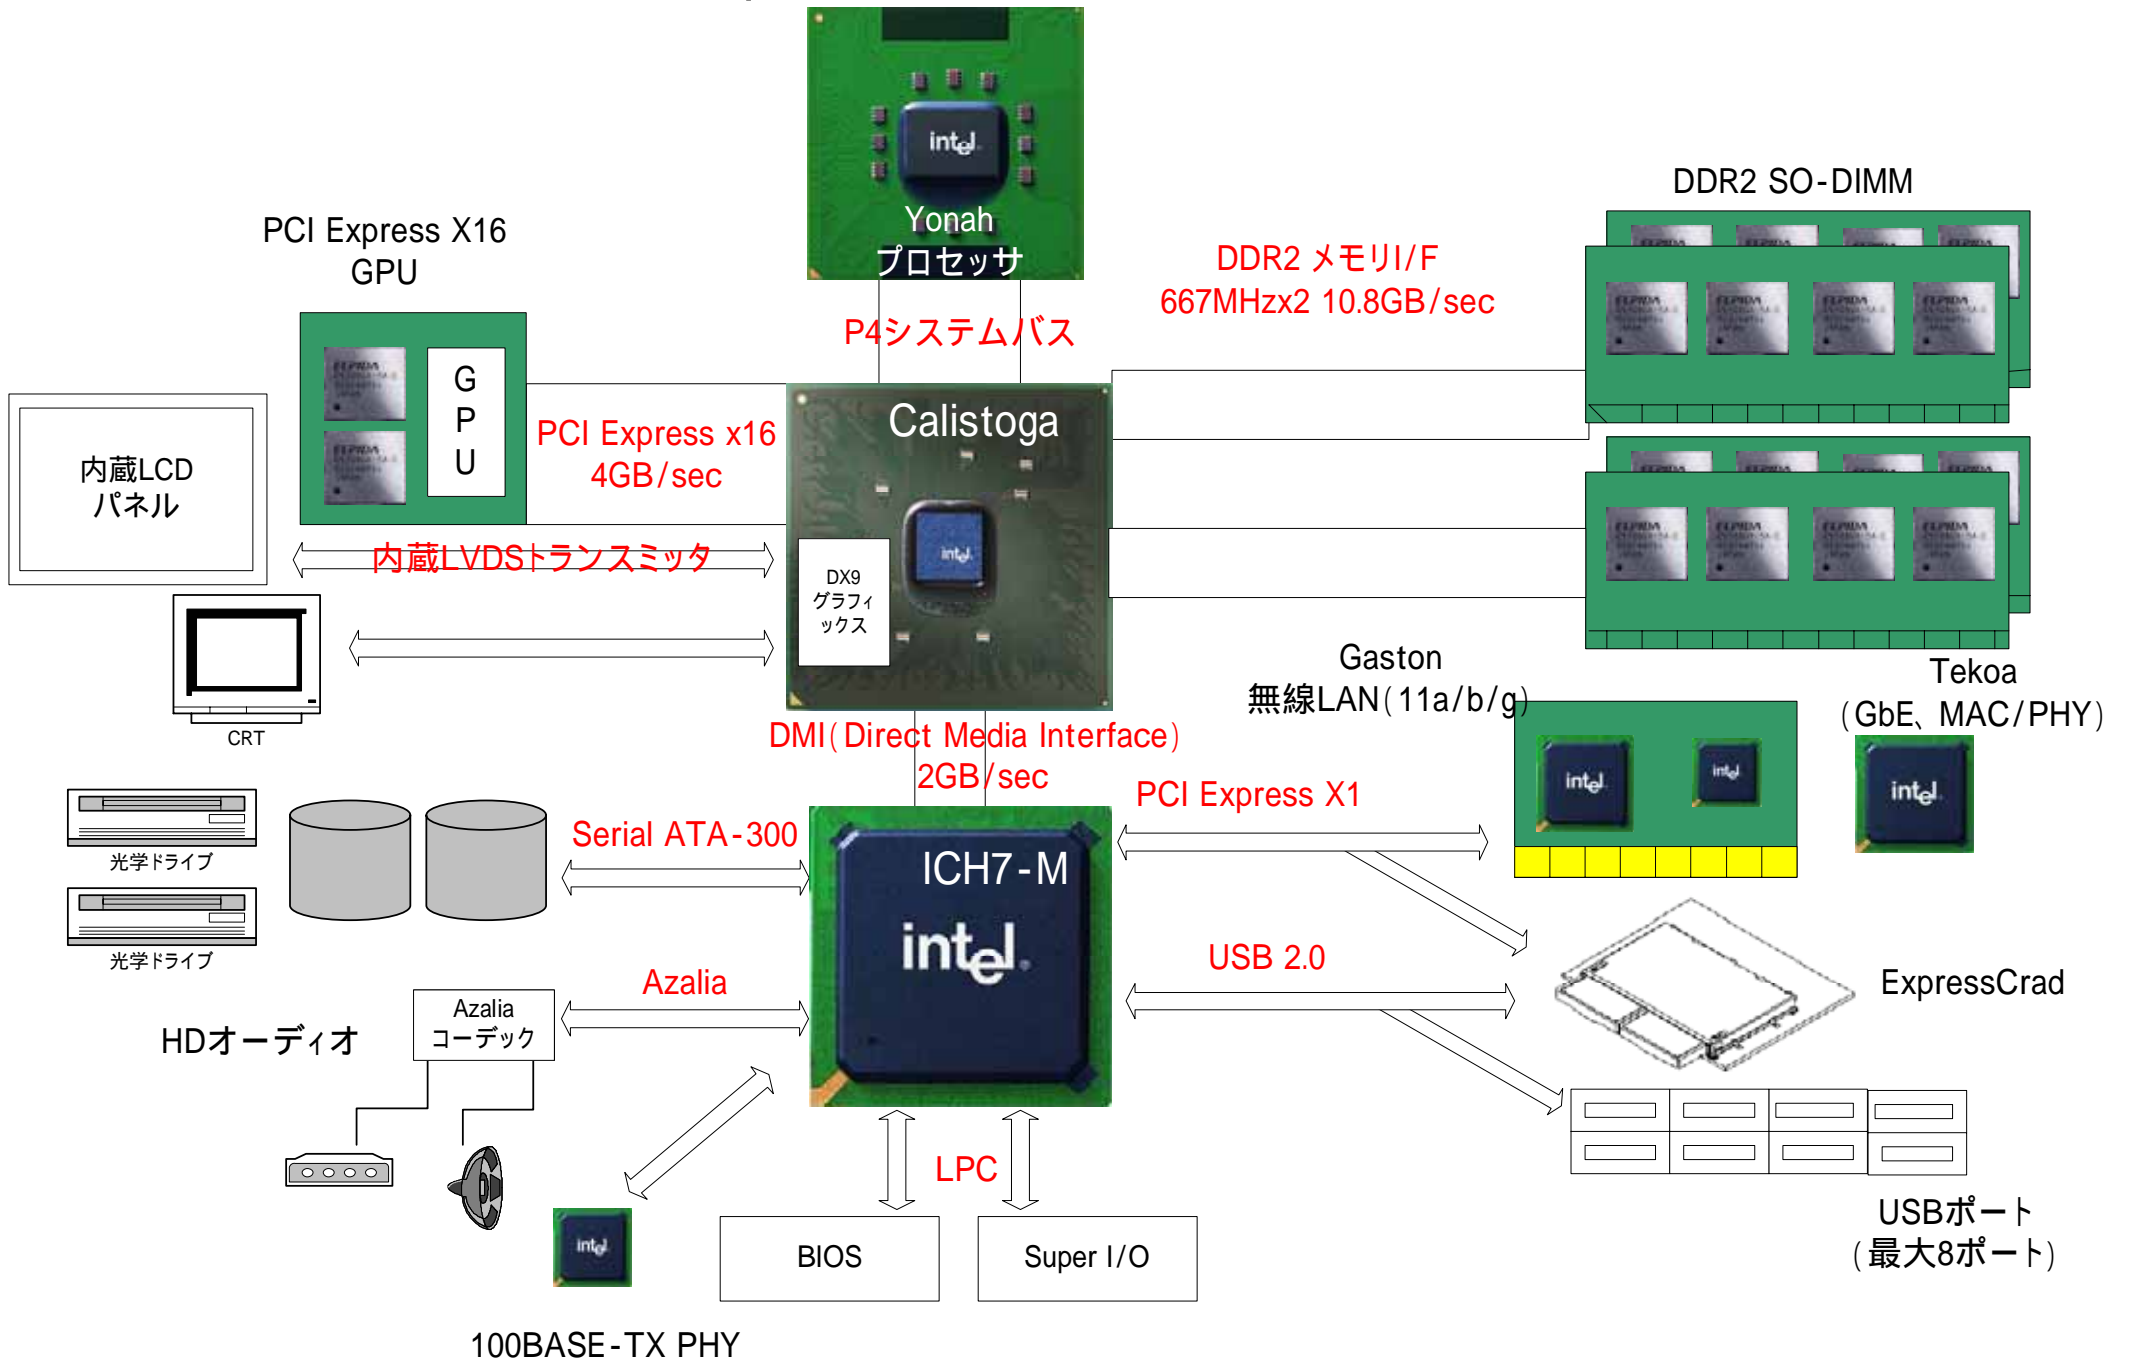 intel
Yonah
プロセッサ
DDR2 SO-DIMM
PCI Express X16
GPU
DDR2 メモリI/F
667MHzx2 10.8GB/sec
P4システムバス
G
P
U
Calistoga
PCI Express x16
4GB/sec
内蔵LCD
パネル
内蔵LVDSトランスミッタ
intel
DX9
グラフィ
ックス
Gaston
無線LAN(11a/b/g)
Tekoa
(GbE、MAC/PHY)
CRT
DMI(Direct Media Interface)
2GB/sec
PCI Express X1
intel
intel
intel
光学ドライブ
Serial ATA-300
ICH7-M
intel
光学ドライブ
USB 2.0
Azalia
ExpressCrad
Azalia
コーデック
HDオーディオ
LPC
USBポート
(最大8ポート)
intel
BIOS
Super I/O
100BASE-TX PHY